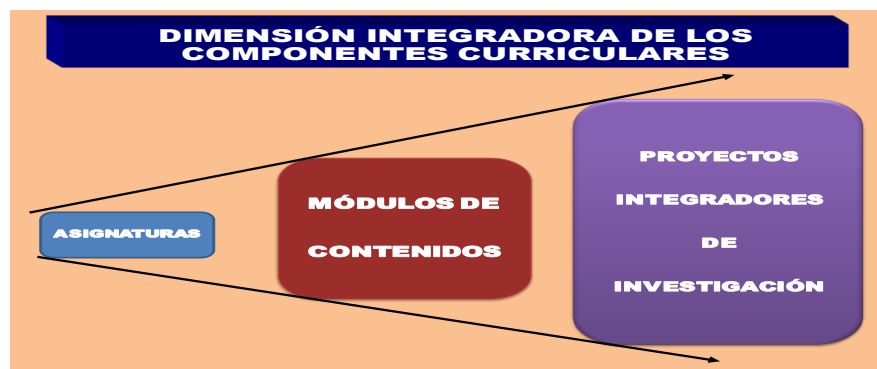 DIMENSIÓN INTEGRADORA DE LOS
COMPONENTES CURRICULARES
ASIGNATURAS
MÓDULOS DE
CONTENIDOS
PROYECTOS
INTEGRADORES
DE
INVESTIGACIÓN